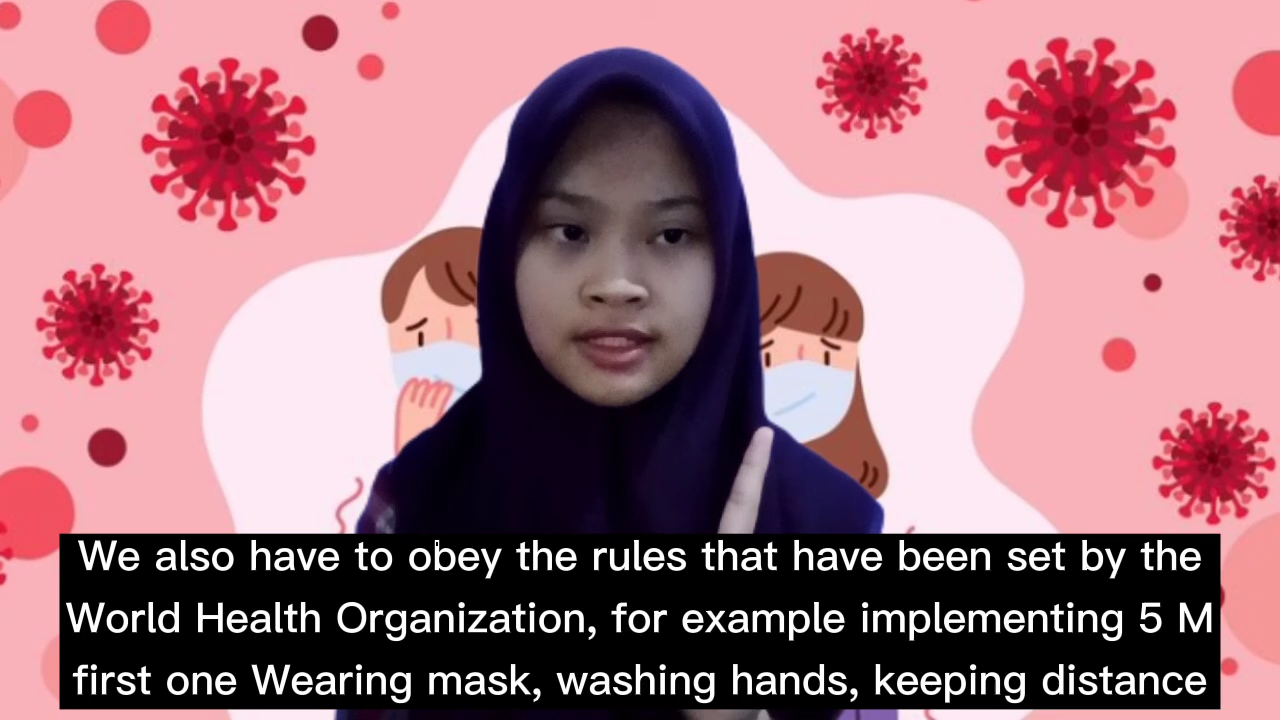 We also have to obey the rules that have been set by the
World Health Organization, for example implementing 5 M
first one Wearing mask, washing hands, keeping distance